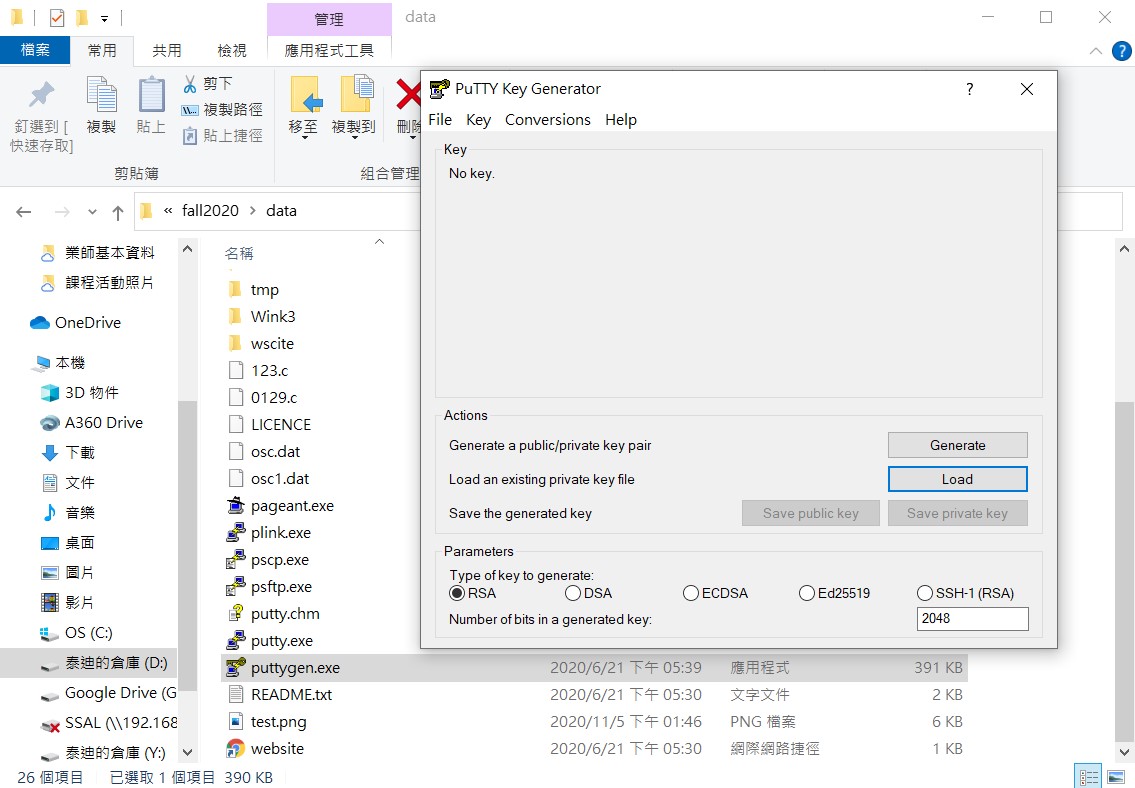 管理
data
檔案
常用
共用
檢視
應用程式工具
釘選到 [
快速存取]
複製
貼上
剪下
複製路徑
貼上捷徑
剪貼簿
移至
複製到
刪除
組合管理
« fall2020 > data
業師基本資料
課程活動照片
OneDrive
本機
3D 物件
A360 Drive
下載
文件
音樂
桌面
圖片
影片
OS (C:)
泰迪的倉庫 (D:)
Google Drive (G
SSAL (\\192.168
泰迪的倉庫 (Y:)
名稱
tmp
Wink3
wscite
123.c
0129.c
LICENCE
osc.dat
osc1.dat
pageant.exe
plink.exe
pscp.exe
psftp.exe
putty.chm
putty.exe
puttygen.exe 2020/6/21 下午 05:39 應用程式 391 KB
README.txt 2020/6/21 下午 05:30 文字文件 2 KB
test.png 2020/11/5 下午 01:46 PNG 檔案 6 KB
website 2020/6/21 下午 05:30 網際網路捷徑 1 KB
26 個項目 已選取 1 個項目 390 KB
PuTTY Key Generator ?
File Key Conversions Help
Key
No key.
Actions
Generate a public/private key pair Generate
Load an existing private key file Load
Save the generated key Save public key Save private key
Parameters
Type of key to generate:
RSA DSA ECDSA Ed25519 SSH-1 (RSA)
Number of bits in a generated key: 2048